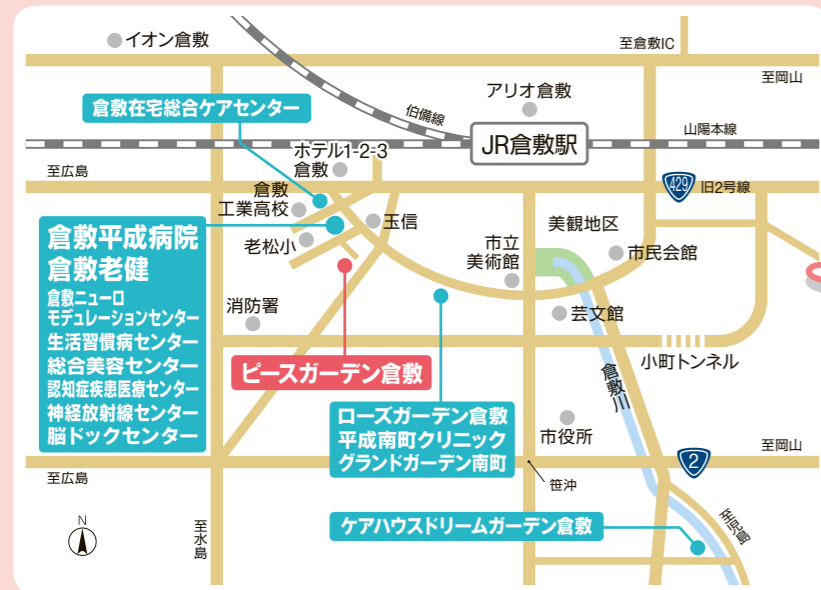 イオン倉敷
至倉敷IC
至岡山
アリオ倉敷
倉敷在宅総合ケアセンター
伯備線
山陽本線
JR倉敷駅
ホテル1-2-3
倉敷
至広島
429
旧2号線
倉敷
工業高校
玉信
美観地区
倉敷平成病院
倉敷老健
倉敷ニューロ
モデュレーションセンター
生活習慣病センター
総合美容センター
認知症疾患医療センター
神経放射線センター
脳ドックセンター
老松小
市立
美術館
市民会館
消防署
芸文館
ピースガーデン倉敷
小町トンネル
倉敷川
ローズガーデン倉敷
平成南町クリニック
グランドガーデン南町
市役所
至岡山
2
至広島
笹沖
N
至水島
ケアハウスドリームガーデン倉敷
至児島